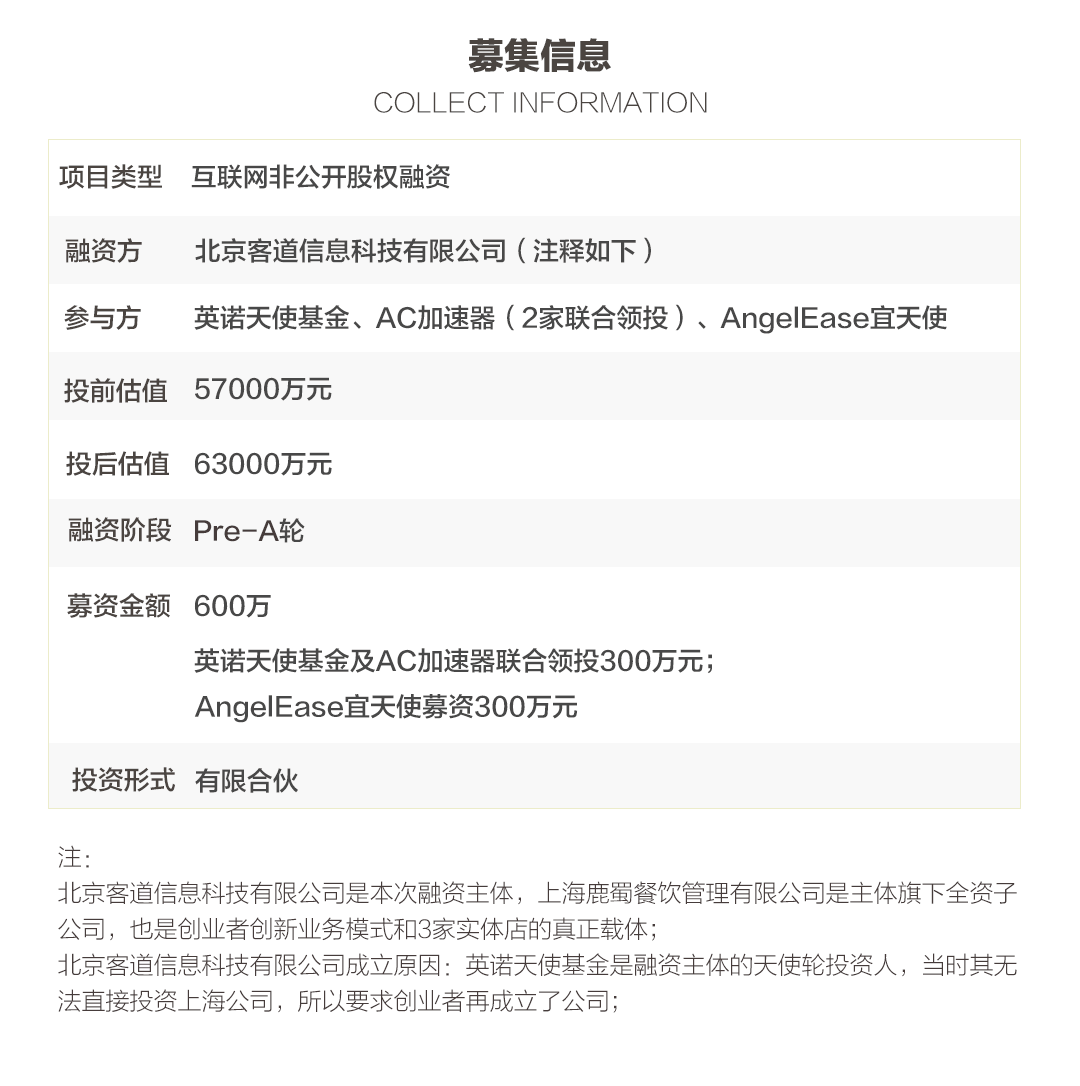 募集信息
COLLECT INFORMATION
项目类型 互联网非公开股权融资
融资方 北京客道信息科技有限公司（注释如下）
参与方 英诺天使基金、AC加速器（2家联合领投）、AngelEase宜天使
投前估值 57000万元
投后估值 63000万元
融资阶段 Pre-A轮
募资金额 600万
英诺天使基金及AC加速器联合领投300万元；
AngelEase宜天使募资300万元
投资形式 有限合伙
注：
北京客道信息科技有限公司是本次融资主体，上海鹿蜀餐饮管理有限公司是主体旗下全资子
公司，也是创业者创新业务模式和3家实体店的真正载体；
北京客道信息科技有限公司成立原因：英诺天使基金是融资主体的天使轮投资人，当时其无
法直接投资上海公司，所以要求创业者再成立了公司；